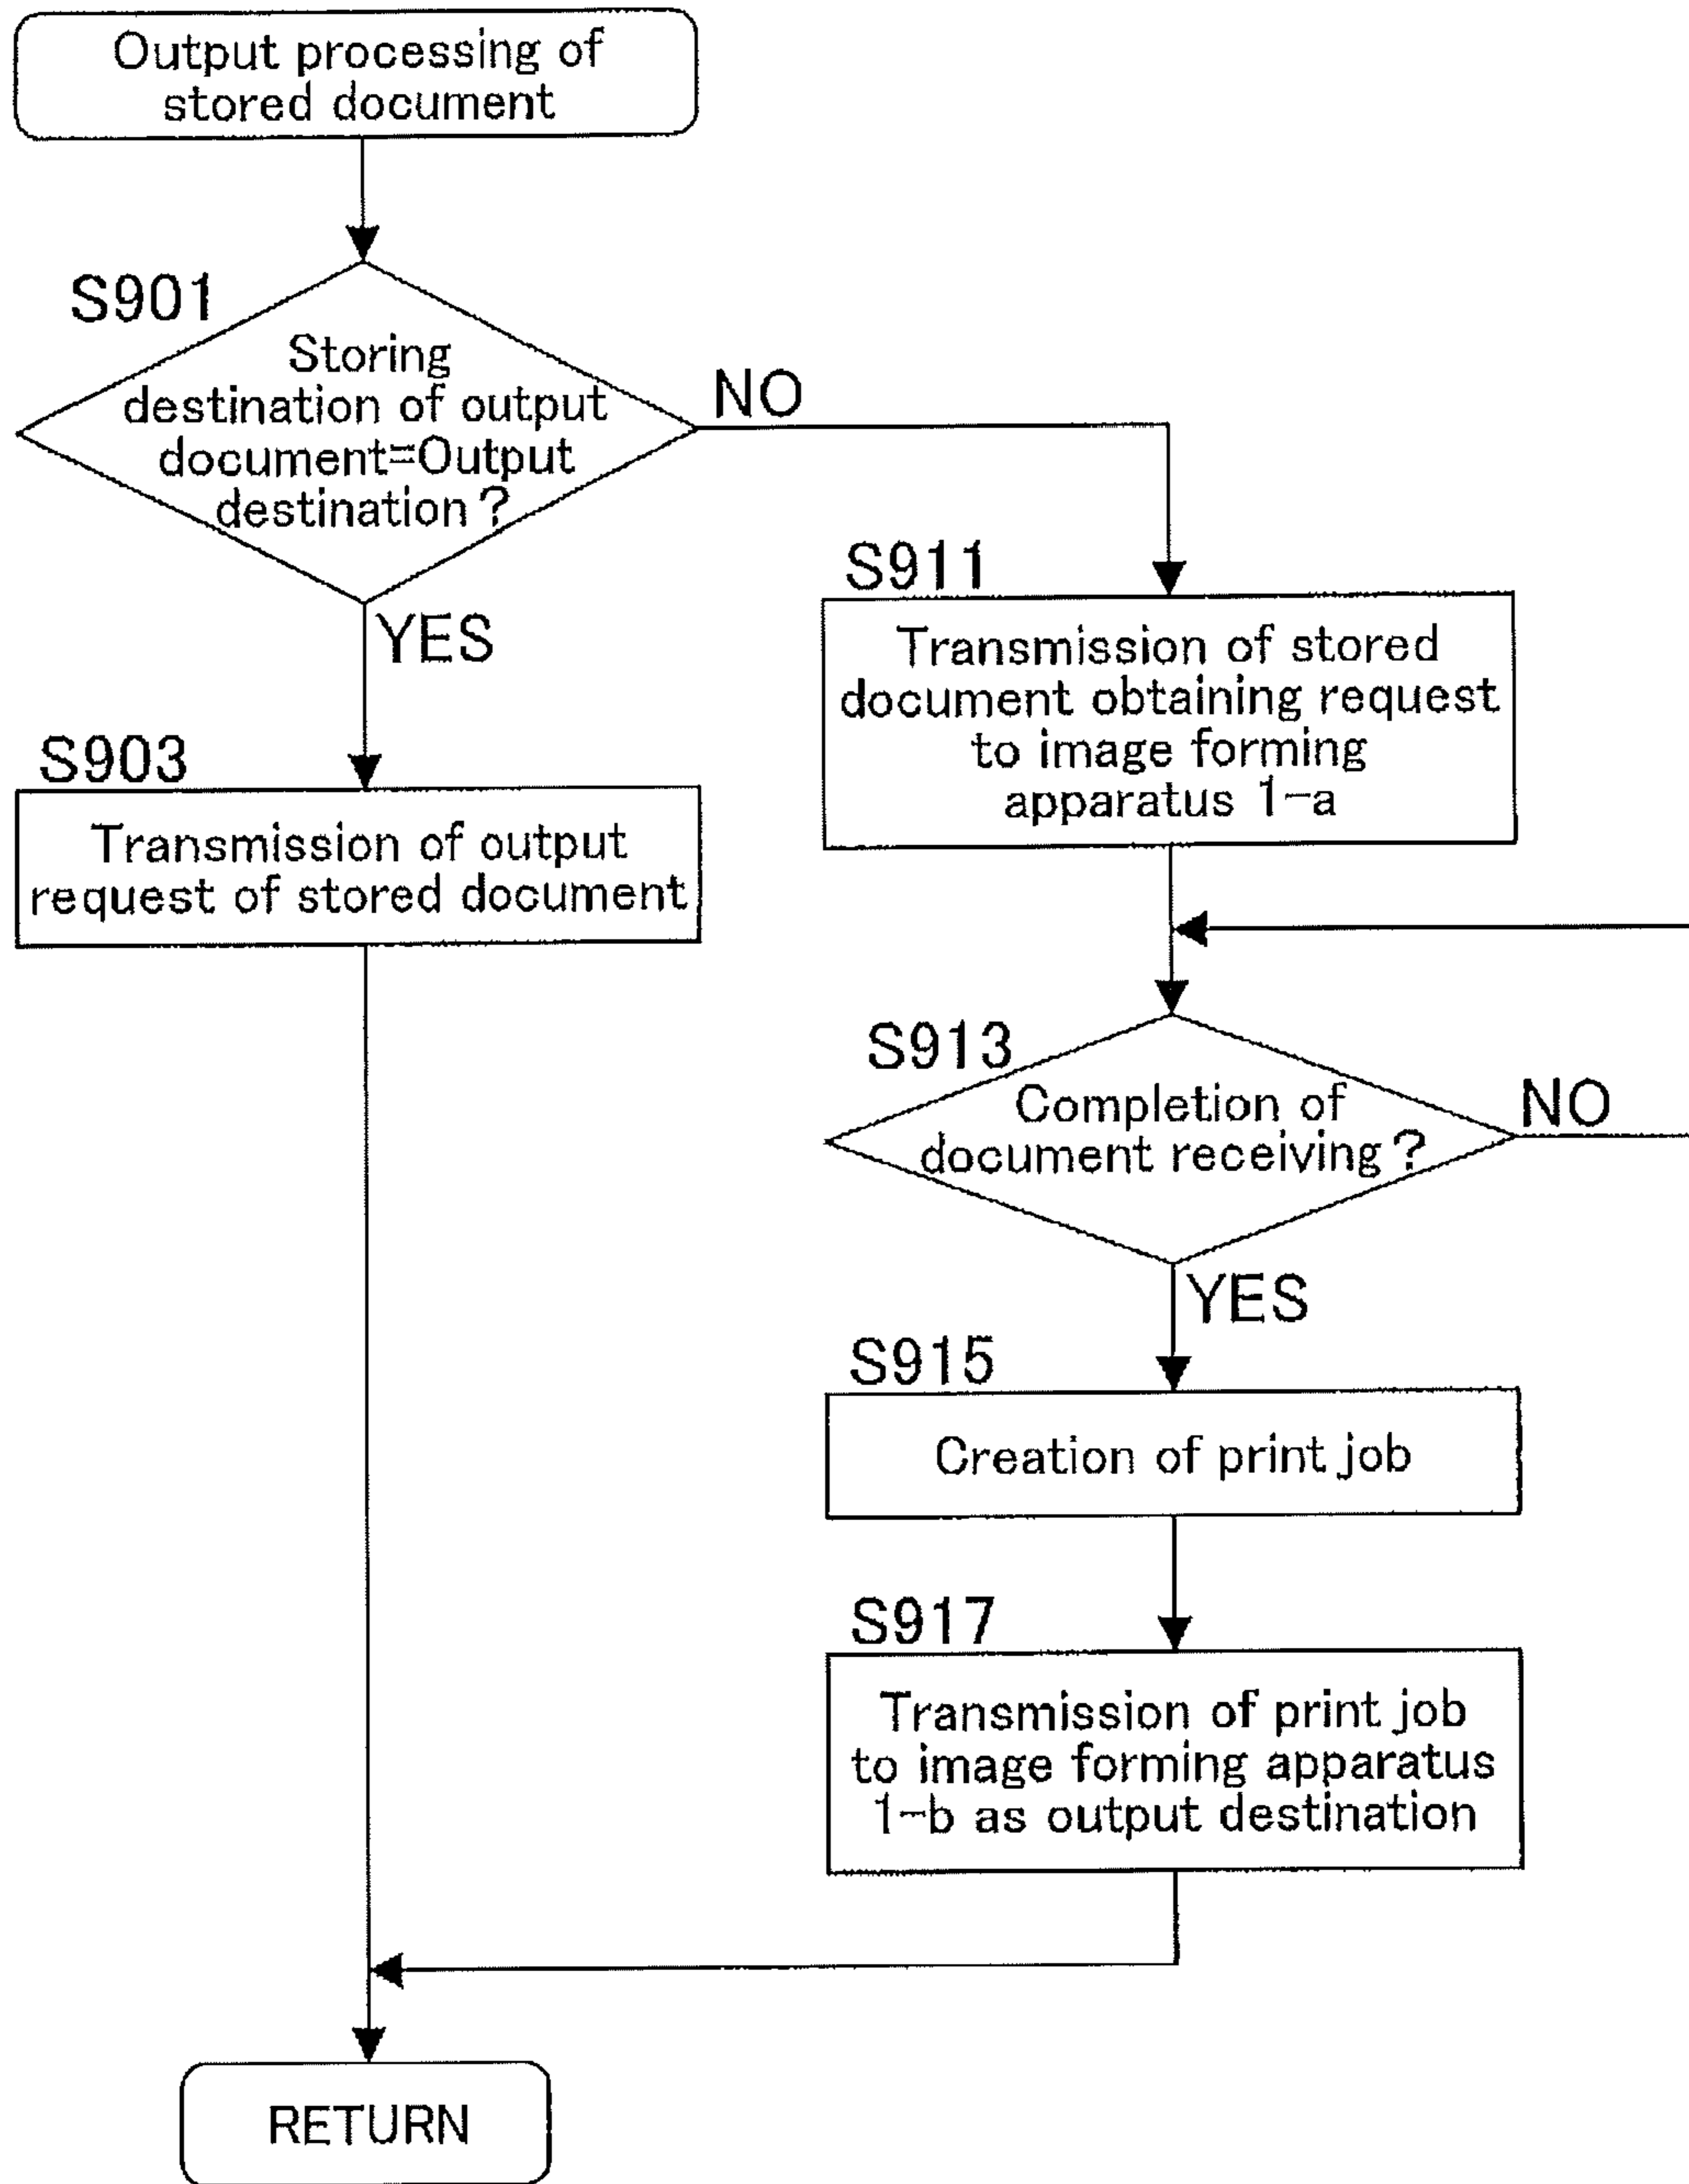 Output processing of
stored document
S901
Storing
destination of output
document=Output
destination?
NO
YES
S903
Transmission of output
request of stored document
S911
Transmission of stored
document obtaining request
to image forming
apparatus 1-a
S913
Completion of
document receiving?
NO
YES
S915
Creation of print job
S917
Transmission of print job
to image forming apparatus
1-b as output destination
RETURN